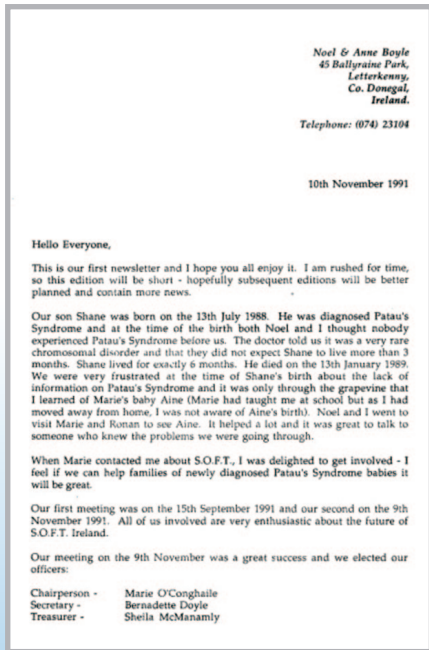 Noel & Anne Boyle
45 Ballyraine Park,
Letterkenny,
Co. Donegal,
Ireland.
Telephone: (074) 23104
10th November 1991
Hello Everyone,
This is our first newsletter and I hope you all enjoy it. I am rushed for time,
so this edition will be short - hopefully subsequent editions will be better
planned and contain more news.
Our son Shane was born on the 13th July 1988. He was diagnosed Patau's
Syndrome and at the time of the birth both Noel and I thought nobody
experienced Patau's Syndrome before us. The doctor told us it was a very rare
chromosomal disorder and that they did not expect Shane to live more than 3
months. Shane lived for exactly 6 months. He died on the 13th January 1989.
We were very frustrated at the time of Shane's birth about the lack of
information on Patau's Syndrome and it was only through the grapevine that
I learned of Marie's baby Aine (Marie had taught me at school but as I had
moved away from home, I was not aware of Aine's birth). Noel and I went to
visit Marie and Ronan to see Aine. It helped a lot and it was great to talk to
someone who knew the problems we were going through.
When Marie contacted me about S.O.F.T., I was delighted to get involved - I
feel if we can help families of newly diagnosed Patau's Syndrome babies it
will be great.
Our first meeting was on the 15th September 1991 and our second on the 9th
November 1991. All of us involved are very enthusiastic about the future of
S.O.F.T. Ireland.
Our meeting on the 9th November was a great success and we elected our
officers:
Chairperson - Marie O'Conghaile
Secretary - Bernadette Doyle
Treasurer - Sheila McManamly